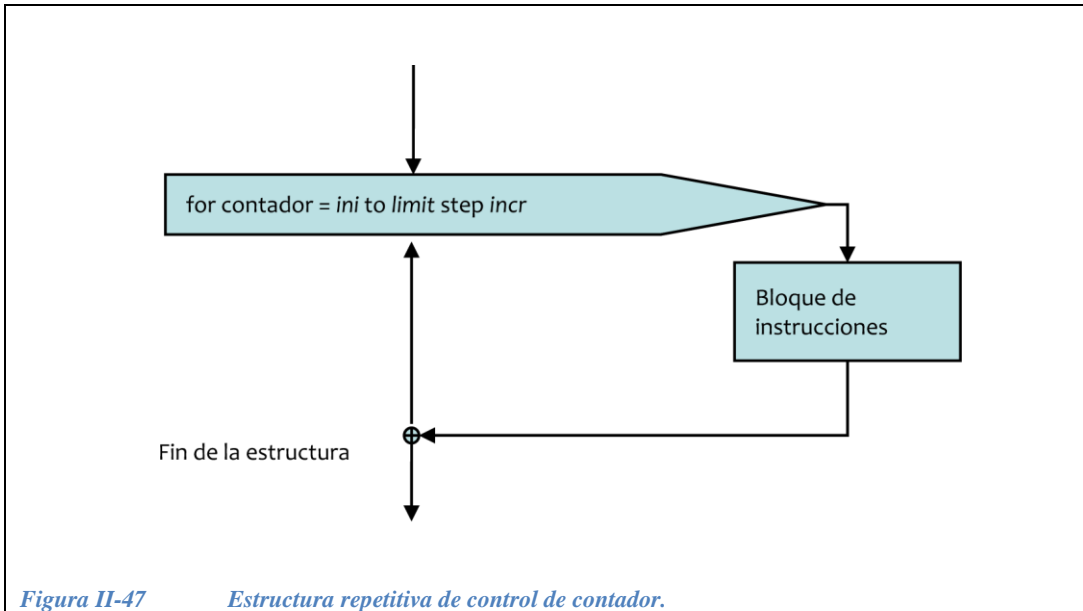 for contador = ini to limit step incr
Bloque de
instrucciones
Fin de la estructura
Figura II-47 Estructura repetitiva de control de contador.